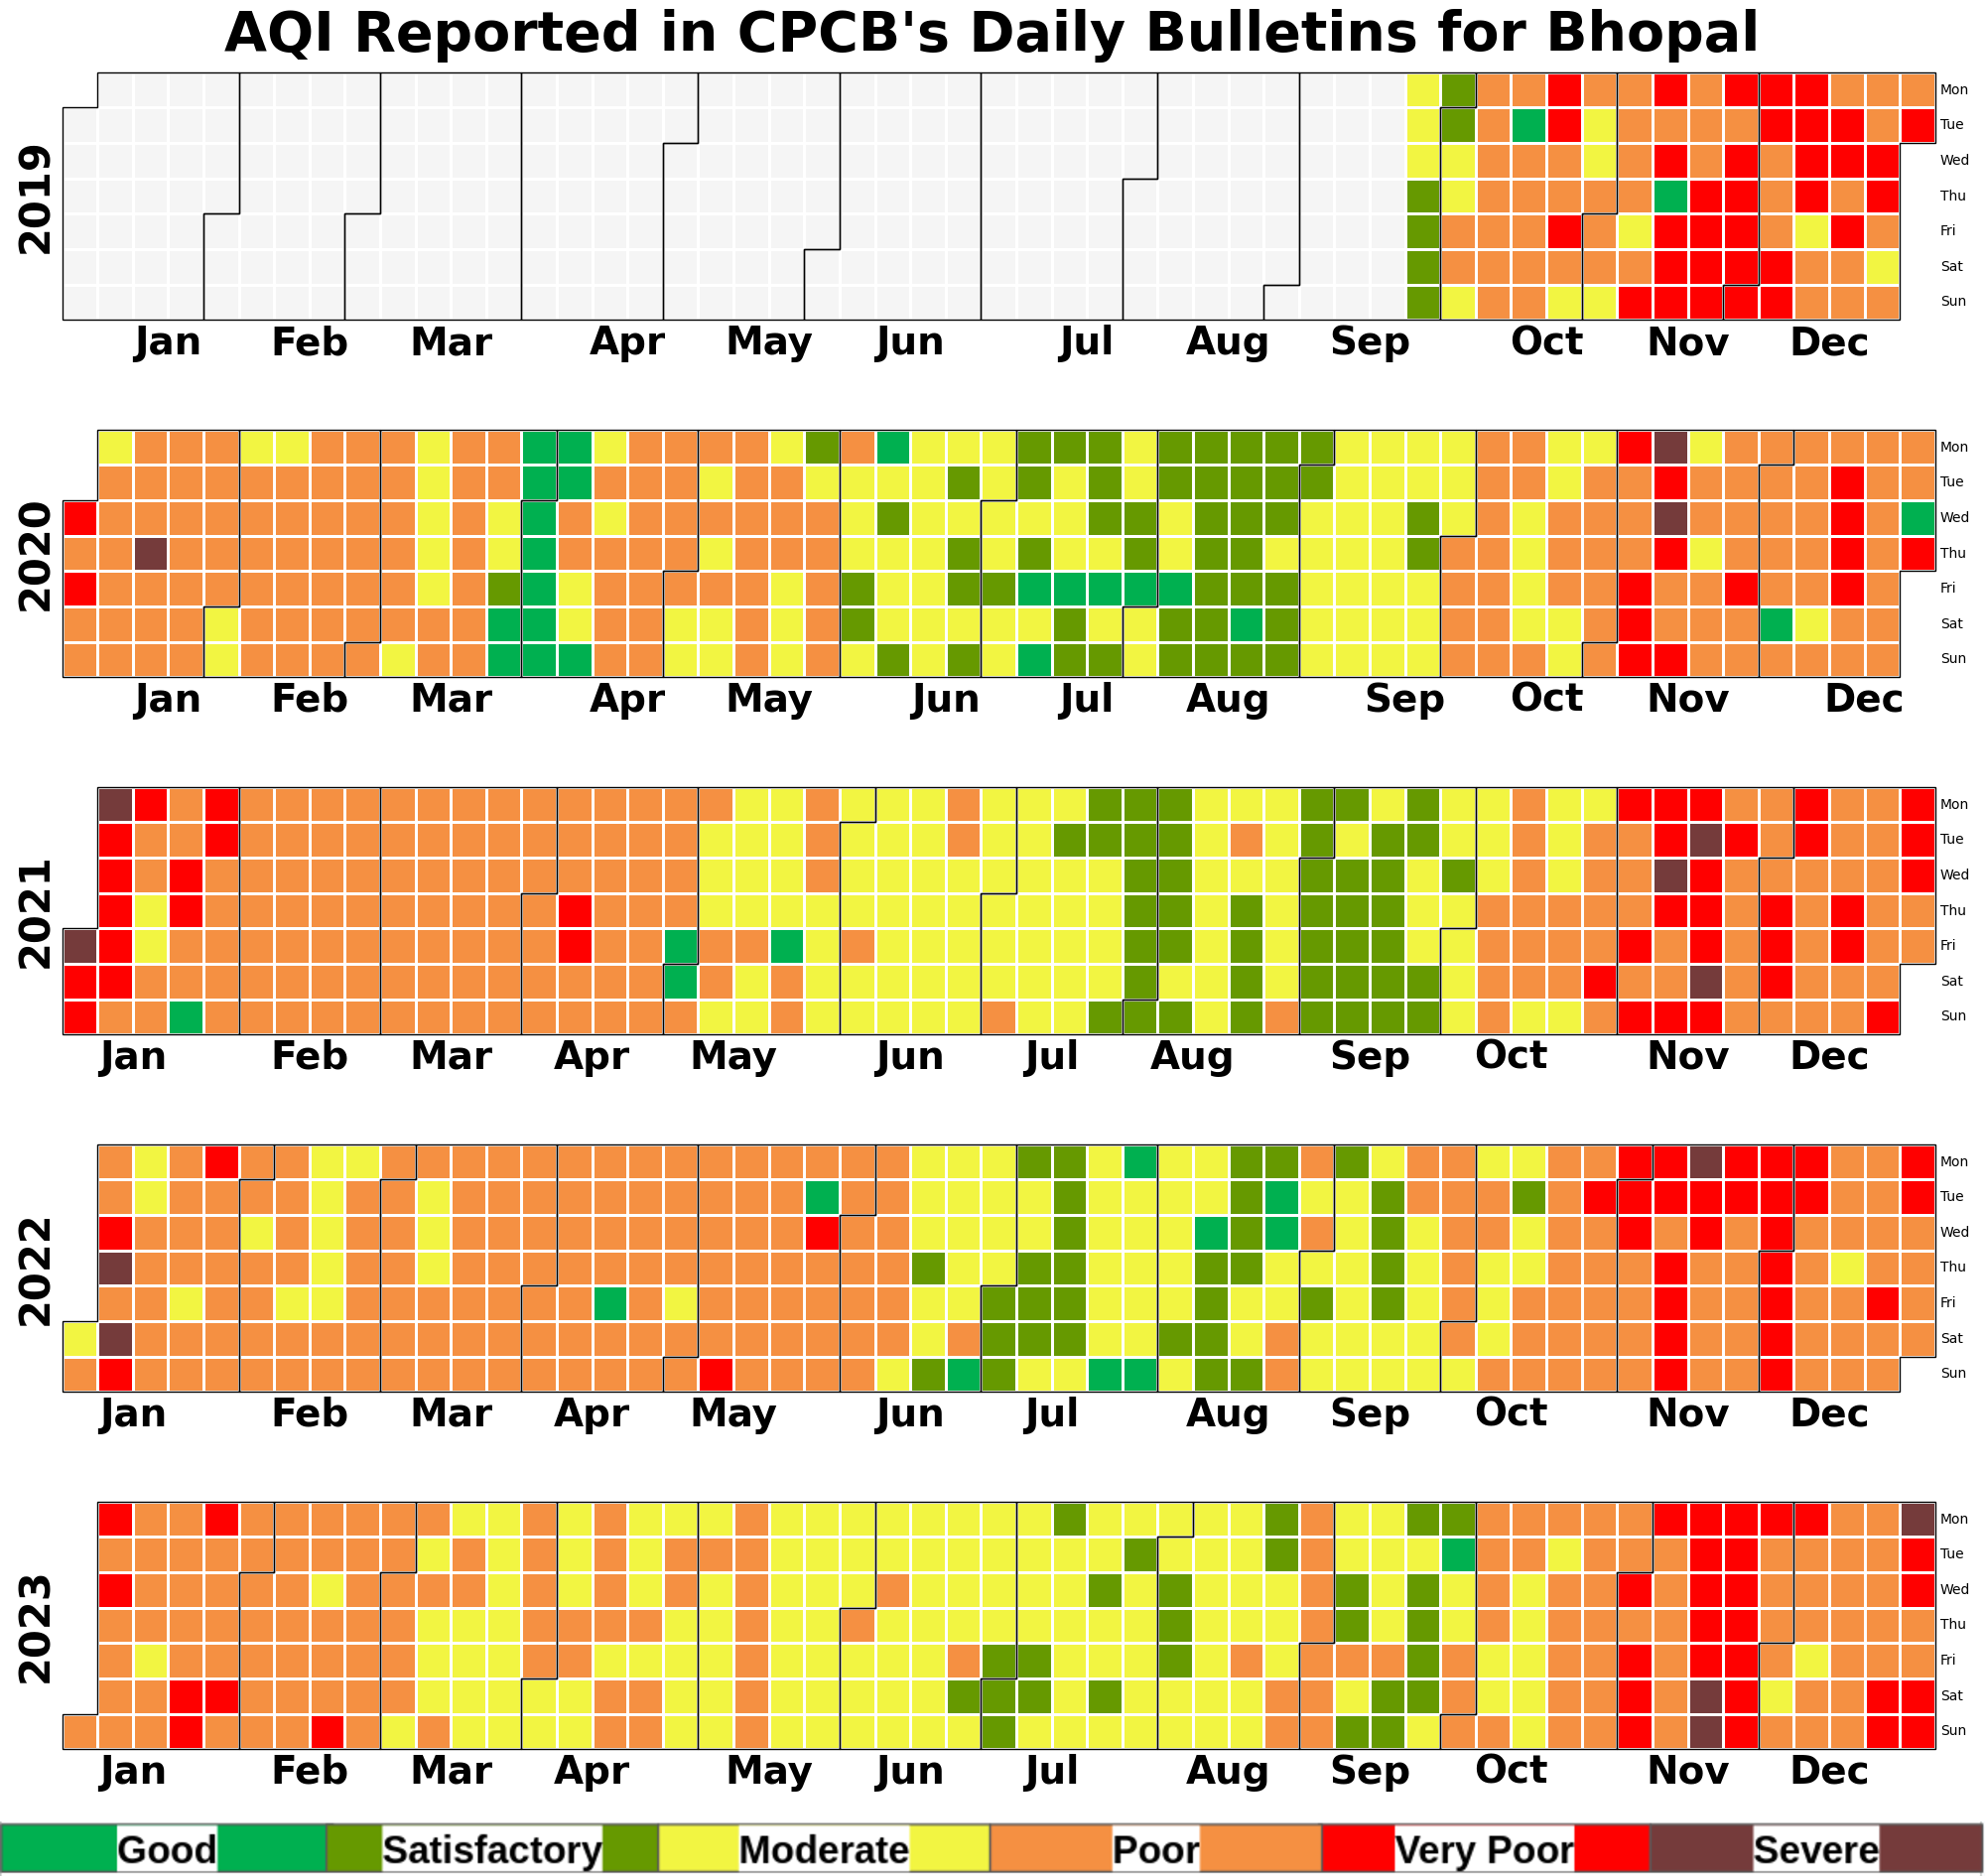 AQI Reported in CPCB's Daily Bulletins for Bhopal
2019
Mon
Tue
Wed
Thu
Fri
Sat
Sun
Jan Feb Mar Apr May Jun Jul Aug Sep Oct Nov Dec
2020
Mon
Tue
Wed
Thu
Fri
Sat
Sun
Jan Feb Mar Apr May Jun Jul Aug Sep Oct Nov Dec
2021
Mon
Tue
Wed
Thu
Fri
Sat
Sun
Jan Feb Mar Apr May Jun Jul Aug Sep Oct Nov Dec
2022
Mon
Tue
Wed
Thu
Fri
Sat
Sun
Jan Feb Mar Apr May Jun Jul Aug Sep Oct Nov Dec
2023
Mon
Tue
Wed
Thu
Fri
Sat
Sun
Jan Feb Mar Apr May Jun Jul Aug Sep Oct Nov Dec
Good Satisfactory Moderate Poor Very Poor Severe